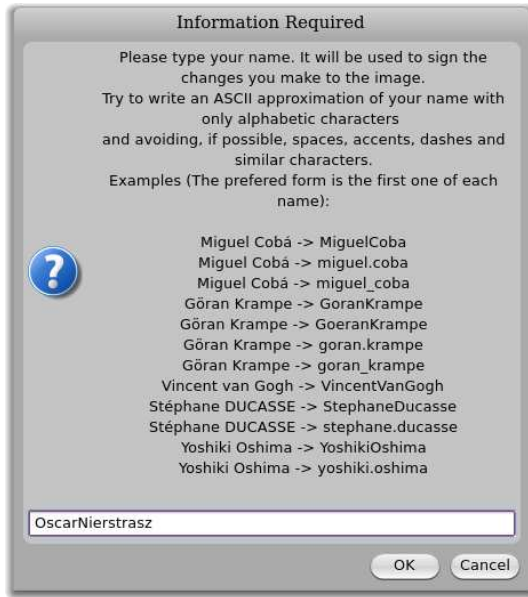 Information Required
Please type your name. It will be used to sign the
changes you make to the image.
Try to write an ASCII approximation of your name with
only alphabetic characters
and avoiding, if possible, spaces, accents, dashes and
similar characters.
Examples (The prefered form is the first one of each
name):
Miguel Cobá -> MiguelCoba
Miguel Cobá -> miguel.coba
Miguel Cobá -> miguel_coba
Göran Krampe -> GoranKrampe
Göran Krampe -> GoeranKrampe
Göran Krampe -> goran.krampe
Göran Krampe -> goran_krampe
Vincent van Gogh -> VincentVanGogh
Stéphane DUCASSE -> StephaneDucasse
Stéphane DUCASSE -> stephane.ducasse
Yoshiki Oshima -> YoshikiOshima
Yoshiki Oshima -> yoshiki.oshima
?
OscarNierstrasz
OK Cancel